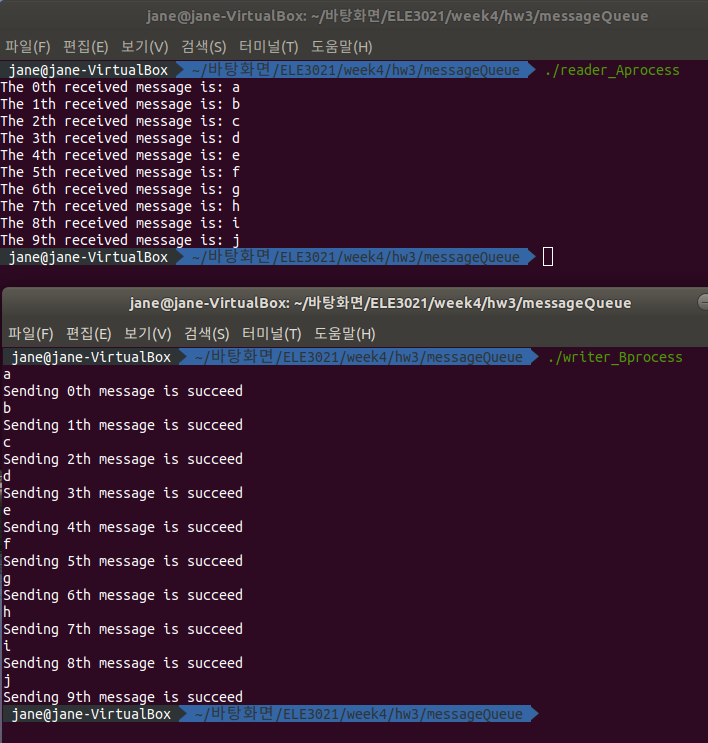 jane@jane-VirtualBox: ~/바탕화면/ELE3021/week4/hw3/messageQueue
파일(F) 편집(E) 보기(V) 검색(S) 터미널(T) 도움말(H)
jane@jane-VirtualBox ~/바탕화면/ELE3021/week4/hw3/messageQueue ./reader_Aprocess
The 0th received message is: a
The 1th received message is: b
The 2th received message is: c
The 3th received message is: d
The 4th received message is: e
The 5th received message is: f
The 6th received message is: g
The 7th received message is: h
The 8th received message is: i
The 9th received message is: j
jane@jane-VirtualBox ~/바탕화면/ELE3021/week4/hw3/messageQueue
jane@jane-VirtualBox: ~/바탕화면/ELE3021/week4/hw3/messageQueue
파일(F) 편집(E) 보기(V) 검색(S) 터미널(T) 도움말(H)
jane@jane-VirtualBox ~/바탕화면/ELE3021/week4/hw3/messageQueue ./writer_Bprocess
a
Sending 0th message is succeed
b
Sending 1th message is succeed
c
Sending 2th message is succeed
d
Sending 3th message is succeed
e
Sending 4th message is succeed
f
Sending 5th message is succeed
g
Sending 6th message is succeed
h
Sending 7th message is succeed
i
Sending 8th message is succeed
j
Sending 9th message is succeed
jane@jane-VirtualBox ~/바탕화면/ELE3021/week4/hw3/messageQueue